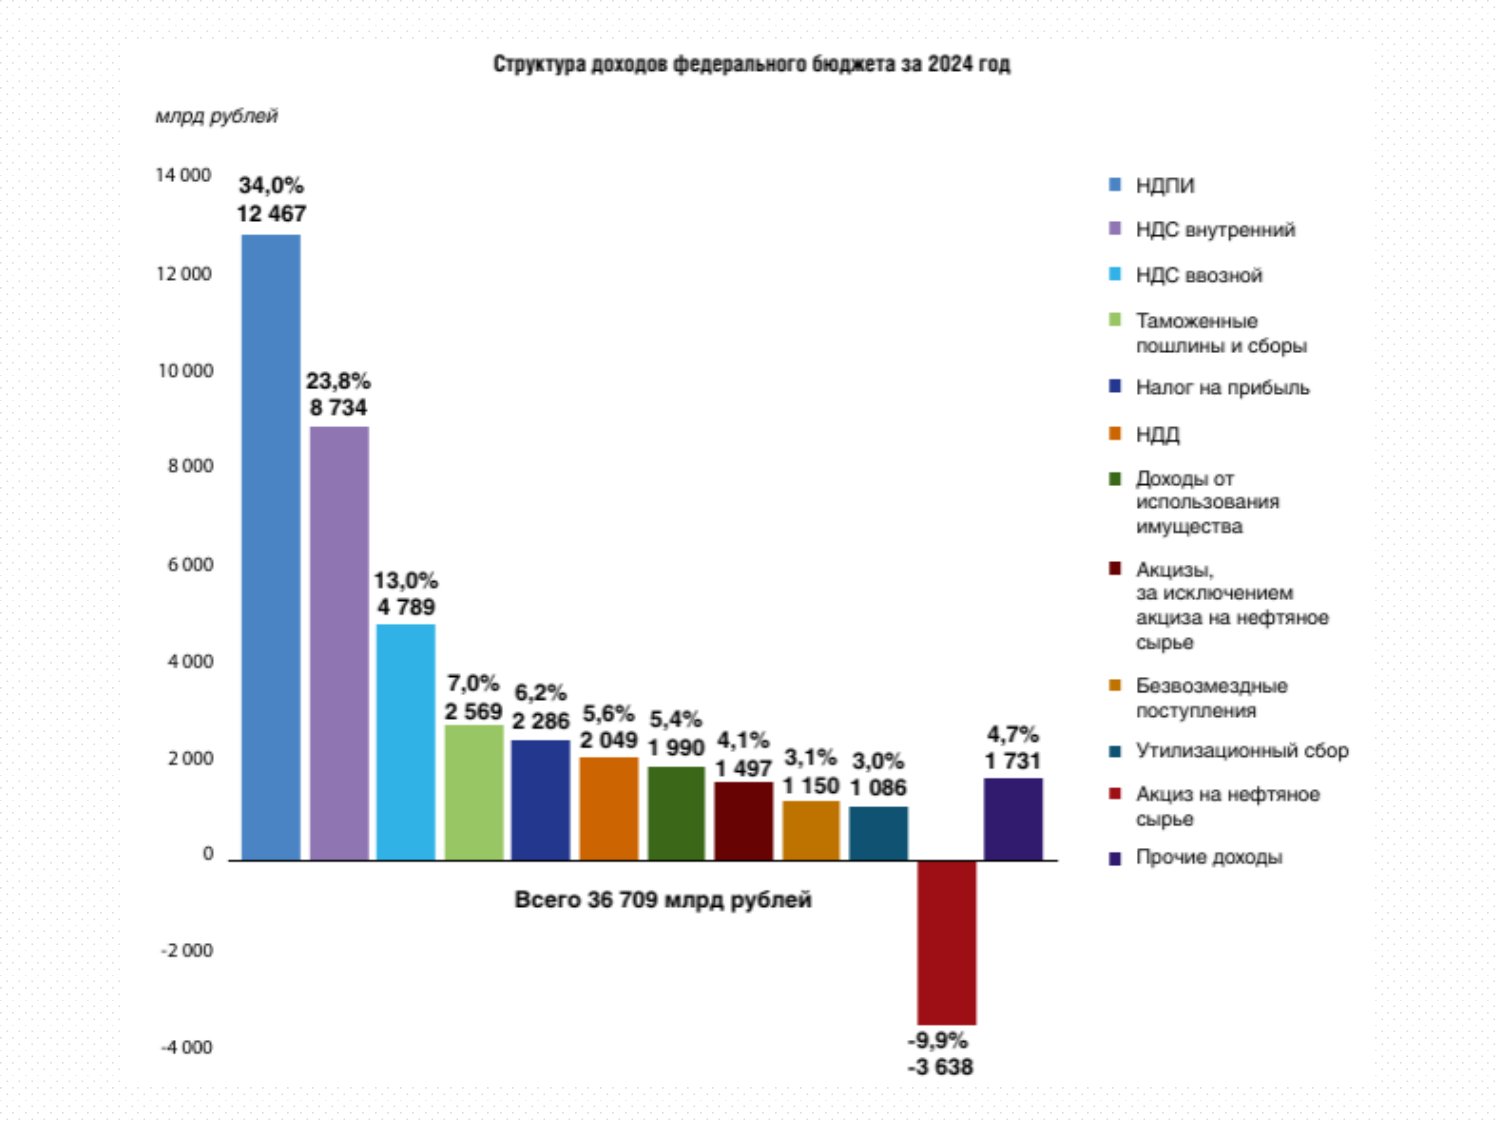 Структура доходов федерального бюджета за 2024 год
млрд рублей
14 000
12 000
10 000
8 000
6 000
4 000
2 000
0
-2 000
-4 000
34,0%
12 467
23,8%
8 734
13,0%
4 789
7,0%
2 569
6,2%
2 286
5,6%
2 049
5,4%
1 990
4,1%
1 497
3,1%
1 150
3,0%
1 086
-9,9%
-3 638
4,7%
1 731
Всего 36 709 млрд рублей
НДПИ
НДС внутренний
НДС ввозной
Таможенные
пошлины и сборы
Налог на прибыль
НДД
Доходы от
использования
имущества
Акцизы,
за исключением
акциза на нефтяное
сырье
Безвозмездные
поступления
Утилизационный сбор
Акциз на нефтяное
сырье
Прочие доходы